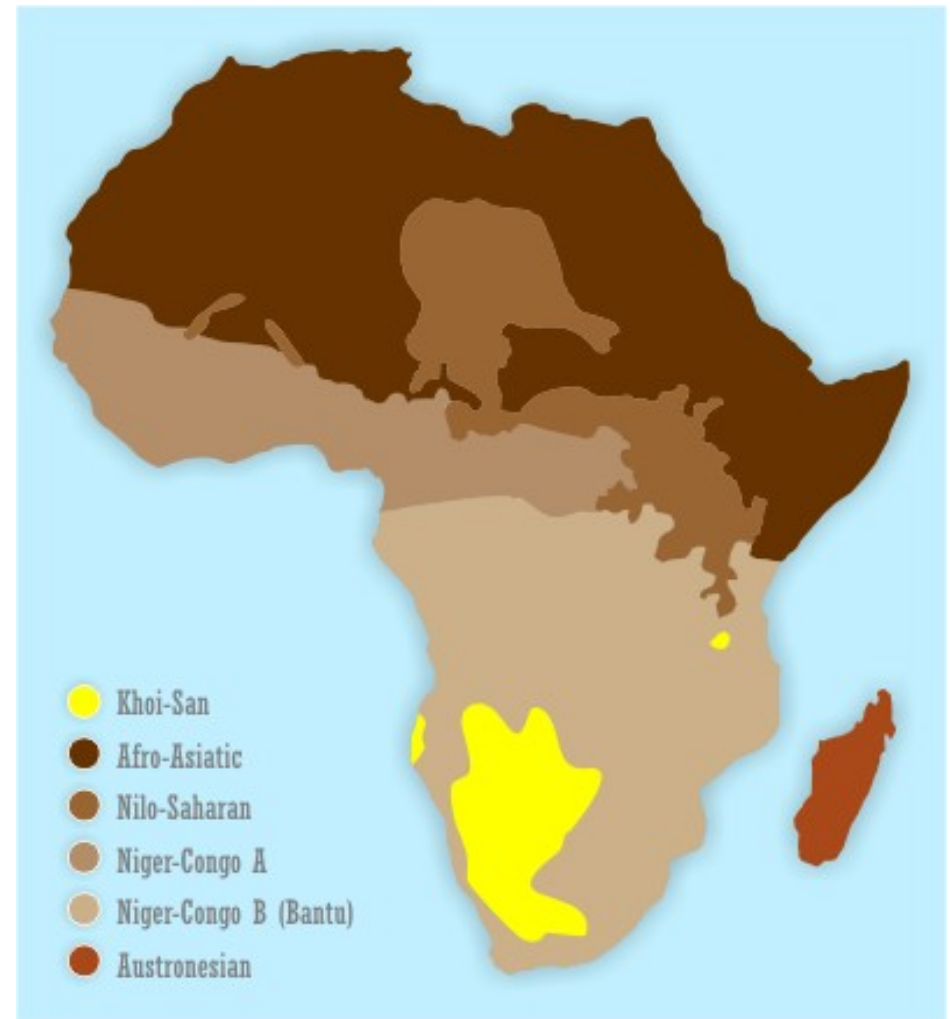 Khoi-San
Afro-Asiatic
Nilo-Saharan
Niger-Congo A
Niger-Congo B (Bantu)
Austronesian